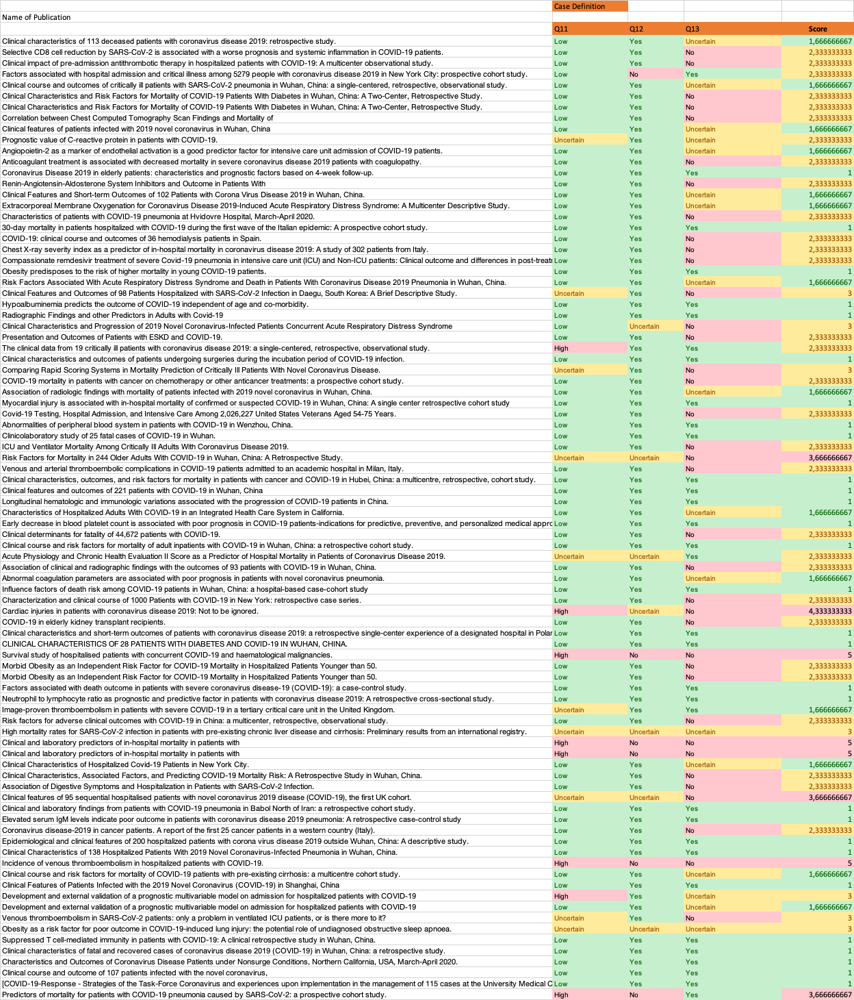 Case Definition
Name of Publication
Q11 Q12 Q13 Score
Clinical characteristics of 113 deceased patients with coronavirus disease 2019: retrospective study. Low Yes Uncertain 1,666666667
Selective CD8 cell reduction by SARS-CoV-2 is associated with a worse prognosis and systemic inflammation in COVID-19 patients. Low Yes No 2,333333333
Clinical impact of pre-admission antithrombotic therapy in hospitalized patients with COVID-19: A multicenter observational study. Low Yes No 2,333333333
Factors associated with hospital admission and critical illness among 5279 people with coronavirus disease 2019 in New York City: prospective cohort study. Low No Yes 2,333333333
Clinical course and outcomes of critically ill patients with SARS-CoV-2 pneumonia in Wuhan, China: a single-centered, retrospective, observational study. Low Yes Uncertain 1,666666667
Clinical Characteristics and Risk Factors for Mortality of COVID-19 Patients With Diabetes in Wuhan, China: A Two-Center, Retrospective Study. Low Yes No 2,333333333
Clinical Characteristics and Risk Factors for Mortality of COVID-19 Patients With Diabetes in Wuhan, China: A Two-Center, Retrospective Study. Low Yes No 2,333333333
Correlation between Chest Computed Tomography Scan Findings and Mortality of Low Yes No 2,333333333
Clinical features of patients infected with 2019 novel coronavirus in Wuhan, China Low Yes Uncertain 1,666666667
Prognostic value of C-reactive protein in patients with COVID-19. Uncertain Yes Uncertain 2,333333333
Angiopoietin-2 as a marker of endothelial activation is a good predictor factor for intensive care unit admission of COVID-19 patients. Low Yes Uncertain 1,666666667
Anticoagulant treatment is associated with decreased mortality in severe coronavirus disease 2019 patients with coagulopathy. Low Yes No 2,333333333
Coronavirus Disease 2019 in elderly patients: characteristics and prognostic factors based on 4-week follow-up. Low Yes Yes 1
Renin-Angiotensin-Aldosterone System Inhibitors and Outcome in Patients With Low Yes No 2,333333333
Clinical Features and Short-term Outcomes of 102 Patients with Corona Virus Disease 2019 in Wuhan, China. Low Yes Uncertain 1,666666667
Extracorporeal Membrane Oxygenation for Coronavirus Disease 2019-Induced Acute Respiratory Distress Syndrome: A Multicenter Descriptive Study. Low Yes Uncertain 1,666666667
Characteristics of patients with COVID-19 pneumonia at Hvidovre Hospital, March-April 2020. Low Yes No 2,333333333
30-day mortality in patients hospitalized with COVID-19 during the first wave of the Italian epidemic: A prospective cohort study. Low Yes Yes 1
COVID-19: clinical course and outcomes of 36 hemodialysis patients in Spain. Low Yes No 2,333333333
Chest X-ray severity index as a predictor of in-hospital mortality in coronavirus disease 2019: A study of 302 patients from Italy. Low Yes No 2,333333333
Compassionate remdesivir treatment of severe Covid-19 pneumonia in intensive care unit (ICU) and Non-ICU patients: Clinical outcome and differences in post-treatr Low Yes No 2,333333333
Obesity predisposes to the risk of higher mortality in young COVID-19 patients. Low Yes Yes 1
Risk Factors Associated With Acute Respiratory Distress Syndrome and Death in Patients With Coronavirus Disease 2019 Pneumonia in Wuhan, China. Low Yes Uncertain 1,666666667
Clinical Features and Outcomes of 98 Patients Hospitalized with SARS-CoV-2 Infection in Daegu, South Korea: A Brief Descriptive Study. Uncertain Yes No 3
Hypoalbuminemia predicts the outcome of COVID-19 independent of age and co-morbidity. Low Yes Yes 1
Radiographic Findings and other Predictors in Adults with Covid-19 Low Yes Yes 1
Clinical Characteristics and Progression of 2019 Novel Coronavirus-Infected Patients Concurrent Acute Respiratory Distress Syndrome Low Uncertain No 3
Presentation and Outcomes of Patients with ESKD and COVID-19. Low Yes No 2,333333333
The clinical data from 19 critically ill patients with coronavirus disease 2019: a single-centered, retrospective, observational study. High Yes Yes 2,333333333
Clinical characteristics and outcomes of patients undergoing surgeries during the incubation period of COVID-19 infection. Low Yes Yes 1
Comparing Rapid Scoring Systems in Mortality Prediction of Critically Ill Patients With Novel Coronavirus Disease. Uncertain Yes No 3
COVID-19 mortality in patients with cancer on chemotherapy or other anticancer treatments: a prospective cohort study. Low Yes No 2,333333333
Association of radiologic findings with mortality of patients infected with 2019 novel coronavirus in Wuhan, China. Low Yes Uncertain 1,666666667
Myocardial injury is associated with in-hospital mortality of confirmed or suspected COVID-19 in Wuhan, China: A single center retrospective cohort study Low Yes Yes 1
Covid-19 Testing, Hospital Admission, and Intensive Care Among 2,026,227 United States Veterans Aged 54-75 Years. Low Yes No 2,333333333
Abnormalities of peripheral blood system in patients with COVID-19 in Wenzhou, China. Low Yes Yes 1
Clinicolaboratory study of 25 fatal cases of COVID-19 in Wuhan. Low Yes Yes 1
ICU and Ventilator Mortality Among Critically Ill Adults With Coronavirus Disease 2019. Low Yes No 2,333333333
Risk Factors for Mortality in 244 Older Adults With COVID-19 in Wuhan, China: A Retrospective Study. Uncertain Uncertain No 3,666666667
Venous and arterial thromboembolic complications in COVID-19 patients admitted to an academic hospital in Milan, Italy. Low Yes No 2,333333333
Clinical characteristics, outcomes, and risk factors for mortality in patients with cancer and COVID-19 in Hubei, China: a multicentre, retrospective, cohort study. Low Yes Yes 1
Clinical features and outcomes of 221 patients with COVID-19 in Wuhan, China Low Yes Yes 1
Longitudinal hematologic and immunologic variations associated with the progression of COVID-19 patients in China. Low Yes Yes 1
Characteristics of Hospitalized Adults With COVID-19 in an Integrated Health Care System in California. Low Yes Uncertain 1,666666667
Early decrease in blood platelet count is associated with poor prognosis in COVID-19 patients-indications for predictive, preventive, and personalized medical appro Low Yes Yes 1
Clinical determinants for fatality of 44,672 patients with COVID-19. Low Yes No 2,333333333
Clinical course and risk factors for mortality of adult inpatients with COVID-19 in Wuhan, China: a retrospective cohort study. Low Yes Yes 1
Acute Physiology and Chronic Health Evaluation II Score as a Predictor of Hospital Mortality in Patients of Coronavirus Disease 2019. Uncertain Uncertain Yes 2,333333333
Association of clinical and radiographic findings with the outcomes of 93 patients with COVID-19 in Wuhan, China. Low Yes No 2,333333333
Abnormal coagulation parameters are associated with poor prognosis in patients with novel coronavirus pneumonia. Low Yes Uncertain 1,666666667
Influence factors of death risk among COVID-19 patients in Wuhan, China: a hospital-based case-cohort study Low Yes Yes 1
Characterization and clinical course of 1000 Patients with COVID-19 in New York: retrospective case series. Low Yes No 2,333333333
Cardiac injuries in patients with coronavirus disease 2019: Not to be ignored. High Uncertain No 4,333333333
COVID-19 in elderly kidney transplant recipients. Low Yes No 2,333333333
Clinical characteristics and short-term outcomes of patients with coronavirus disease 2019: a retrospective single-center experience of a designated hospital in Polar Low Yes Yes 1
CLINICAL CHARACTERISTICS OF 28 PATIENTS WITH DIABETES AND COVID-19 IN WUHAN, CHINA. Low Yes Yes 1
Survival study of hospitalised patients with concurrent COVID-19 and haematological malignancies. High No No 5
Morbid Obesity as an Independent Risk Factor for COVID-19 Mortality in Hospitalized Patients Younger than 50. Low Yes No 2,333333333
Morbid Obesity as an Independent Risk Factor for COVID-19 Mortality in Hospitalized Patients Younger than 50. Low Yes No 2,333333333
Factors associated with death outcome in patients with severe coronavirus disease-19 (COVID-19): a case-control study. Low Yes Yes 1
Neutrophil to lymphocyte ratio as prognostic and predictive factor in patients with coronavirus disease 2019: A retrospective cross-sectional study. Low Yes Yes 1
Image-proven thromboembolism in patients with severe COVID-19 in a tertiary critical care unit in the United Kingdom. Uncertain Yes Yes 1,666666667
Risk factors for adverse clinical outcomes with COVID-19 in China: a multicenter, retrospective, observational study. Low Yes No 2,333333333
High mortality rates for SARS-CoV-2 infection in patients with pre-existing chronic liver disease and cirrhosis: Preliminary results from an international registry. Uncertain Uncertain Uncertain 3
Clinical and laboratory predictors of in-hospital mortality in patients with High No No 5
Clinical and laboratory predictors of in-hospital mortality in patients with High No No 5
Clinical Characteristics of Hospitalized Covid-19 Patients in New York City. Low Yes Uncertain 1,666666667
Clinical Characteristics, Associated Factors, and Predicting COVID-19 Mortality Risk: A Retrospective Study in Wuhan, China. Low Yes No 2,333333333
Association of Digestive Symptoms and Hospitalization in Patients with SARS-CoV-2 Infection. Low Yes No 2,333333333
Clinical features of 95 sequential hospitalised patients with novel coronavirus 2019 disease (COVID-19), the first UK cohort. Uncertain Uncertain No 3,666666667
Clinical and laboratory findings from patients with COVID-19 pneumonia in Babol North of Iran: a retrospective cohort study. Low Yes Yes 1
Elevated serum IgM levels indicate poor outcome in patients with coronavirus disease 2019 pneumonia: A retrospective case-control study Low Yes Yes 1
Coronavirus disease-2019 in cancer patients. A report of the first 25 cancer patients in a western country (Italy). Low Yes No 2,333333333
Epidemiological and clinical features of 200 hospitalized patients with corona virus disease 2019 outside Wuhan, China: A descriptive study. Low Yes Yes 1
Clinical Characteristics of 138 Hospitalized Patients With 2019 Novel Coronavirus-Infected Pneumonia in Wuhan, China. Low Yes Yes 1
Incidence of venous thromboembolism in hospitalized patients with COVID-19. High No No 5
Clinical course and risk factors for mortality of COVID-19 patients with pre-existing cirrhosis: a multicentre cohort study. Low Yes Uncertain 1,666666667
Clinical Features of Patients Infected with the 2019 Novel Coronavirus (COVID-19) in Shanghai, China Low Yes Yes 1
Development and external validation of a prognostic multivariable model on admission for hospitalized patients with COVID-19 High Yes Uncertain 3
Development and external validation of a prognostic multivariable model on admission for hospitalized patients with COVID-19 Low Yes Uncertain 1,666666667
Venous thromboembolism in SARS-CoV-2 patients: only a problem in ventilated ICU patients, or is there more to it? Uncertain Yes No 3
Obesity as a risk factor for poor outcome in COVID-19-induced lung injury: the potential role of undiagnosed obstructive sleep apnoea. Uncertain Uncertain Uncertain 3
Suppressed T cell-mediated immunity in patients with COVID-19: A clinical retrospective study in Wuhan, China. Low Yes Yes 1
Clinical characteristics of fatal and recovered cases of coronavirus disease 2019 (COVID-19) in Wuhan, China: a retrospective study. Low Yes Yes 1
Characteristics and Outcomes of Coronavirus Disease Patients under Nonsurge Conditions, Northern California, USA, March-April 2020. Low Yes Yes 1
Clinical course and outcome of 107 patients infected with the novel coronavirus, Low Yes Yes 1
[COVID-19-Response - Strategies of the Task-Force Coronavirus and experiences upon implementation in the management of 115 cases at the University Medical C Low Yes Yes 1
Predictors of mortality for patients with COVID-19 pneumonia caused by SARS-CoV-2: a prospective cohort study. High No Yes 3,666666667